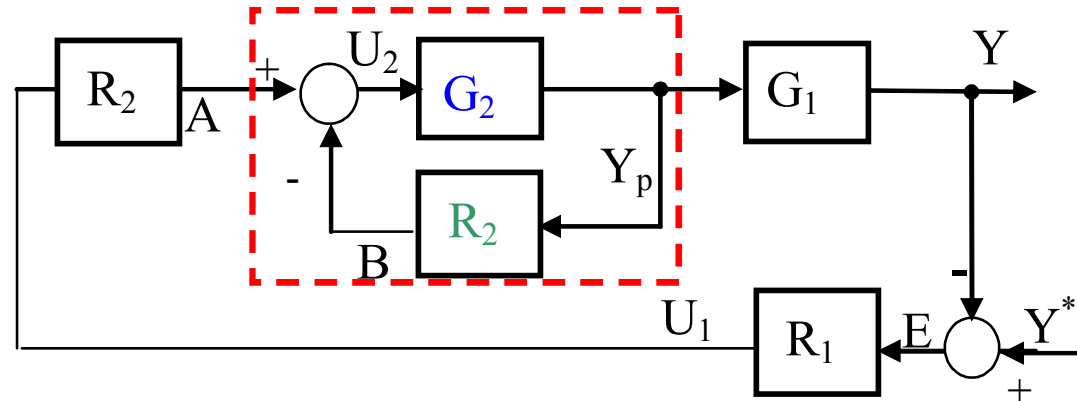 U₂
Y
+
R₂
G₂
G₁
A
-
Yₚ
R₂
B
-
U₁
E
Y*
R₁
+